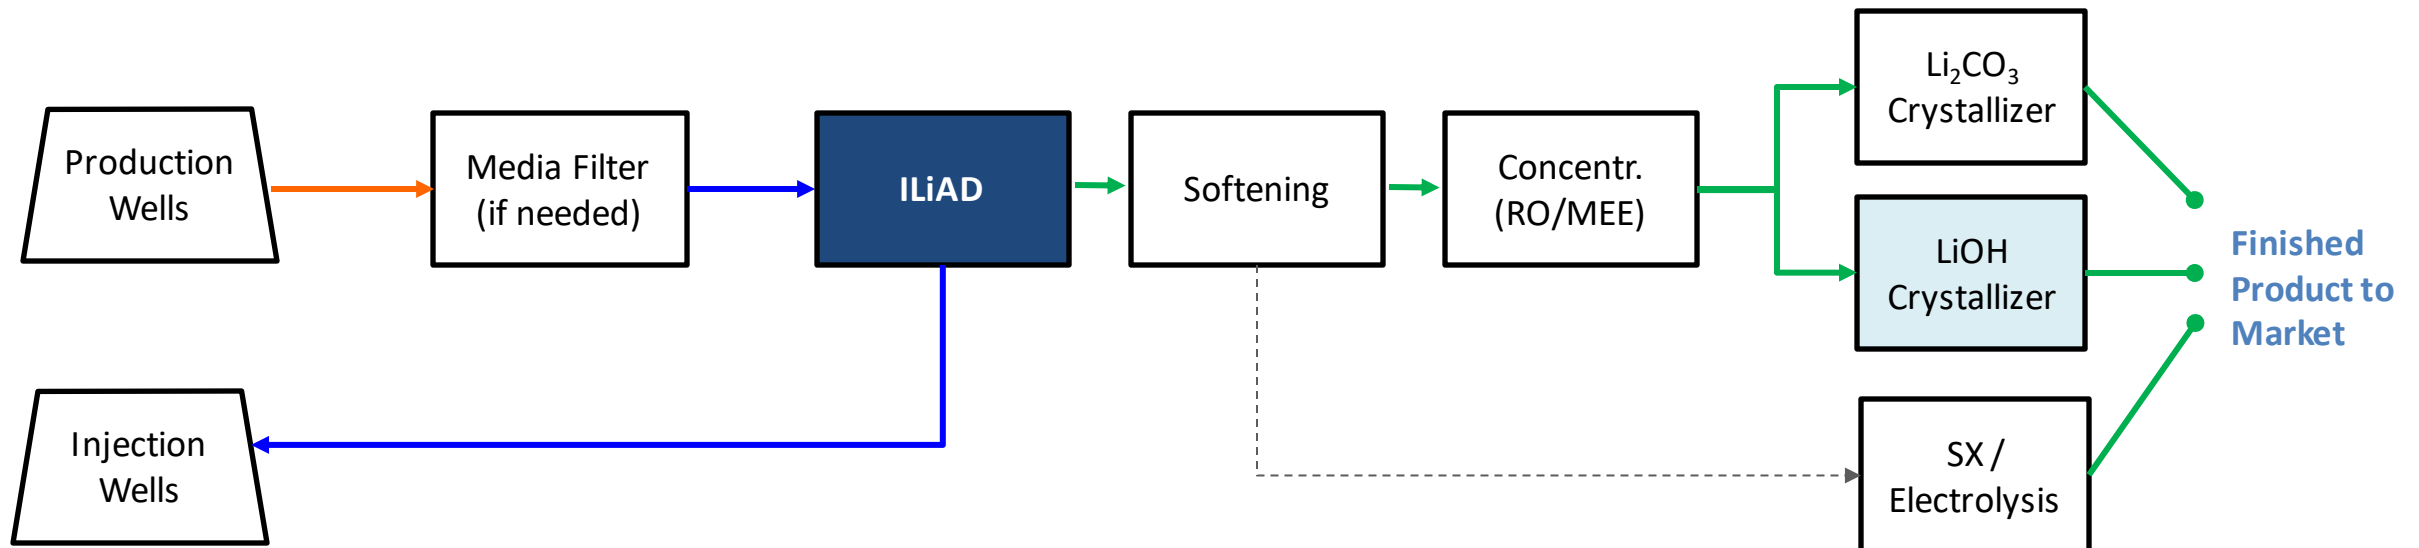 Production
Wells
Media Filter
(if needed)
ILiAD
Softening
Concentr.
(RO/MEE)
Li₂CO₃
Crystallizer
LiOH
Crystallizer
Finished
Product to
Market
Injection
Wells
SX /
Electrolysis